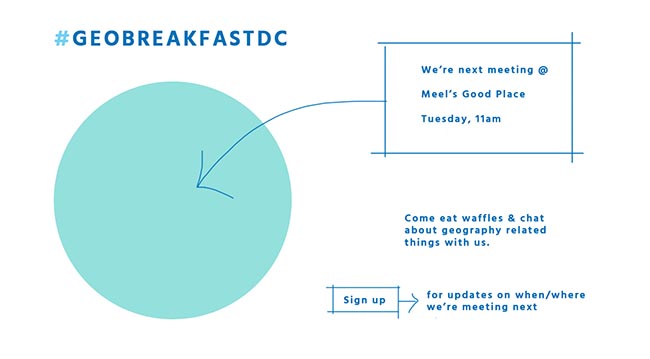 #GEOBREAKFASTDC
We're next meeting @
Meel's Good Place
Tuesday, 11am
Come eat waffles & chat
about geography related
things with us.
Sign up
for updates on when/where
we're meeting next